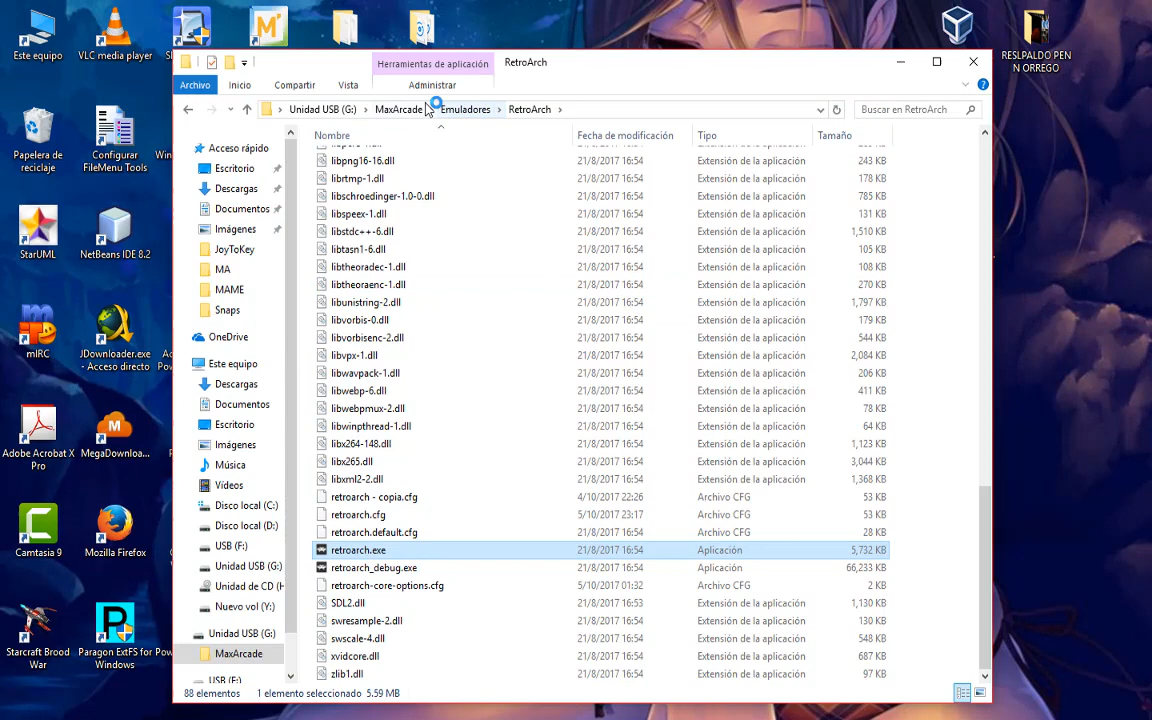 Este equipo
VLC media player
RESLPALDO PEN
N ORREGO
Herramientas de aplicación
RetroArch
Archivo
Inicio
Compartir
Vista
Administrar
Unidad USB (G:) > MaxArcade > Emuladores > RetroArch >
Buscar en RetroArch
Nombre
Fecha de modificación
Tipo
Tamaño
libpng16-16.dll 21/8/2017 16:54 Extensión de la aplicación 243 KB
librtmp-1.dll 21/8/2017 16:54 Extensión de la aplicación 178 KB
libschroedinger-1.0-0.dll 21/8/2017 16:54 Extensión de la aplicación 785 KB
libspeex-1.dll 21/8/2017 16:54 Extensión de la aplicación 131 KB
libstdc++-6.dll 21/8/2017 16:54 Extensión de la aplicación 1,510 KB
libtasn1-6.dll 21/8/2017 16:54 Extensión de la aplicación 105 KB
libtheoradec-1.dll 21/8/2017 16:54 Extensión de la aplicación 108 KB
libtheoraenc-1.dll 21/8/2017 16:54 Extensión de la aplicación 270 KB
libunistring-2.dll 21/8/2017 16:54 Extensión de la aplicación 1,797 KB
libvorbis-0.dll 21/8/2017 16:54 Extensión de la aplicación 179 KB
libvorbisenc-2.dll 21/8/2017 16:54 Extensión de la aplicación 544 KB
libvpx-1.dll 21/8/2017 16:54 Extensión de la aplicación 2,084 KB
libwavpack-1.dll 21/8/2017 16:54 Extensión de la aplicación 206 KB
libwebp-6.dll 21/8/2017 16:54 Extensión de la aplicación 411 KB
libwebpmux-2.dll 21/8/2017 16:54 Extensión de la aplicación 78 KB
libwinpthread-1.dll 21/8/2017 16:54 Extensión de la aplicación 64 KB
libx264-148.dll 21/8/2017 16:54 Extensión de la aplicación 1,123 KB
libx265.dll 21/8/2017 16:54 Extensión de la aplicación 3,044 KB
libxml2-2.dll 21/8/2017 16:54 Extensión de la aplicación 1,368 KB
retroarch - copia.cfg 4/10/2017 22:26 Archivo CFG 53 KB
retroarch.cfg 5/10/2017 23:17 Archivo CFG 53 KB
retroarch.default.cfg 21/8/2017 16:54 Archivo CFG 28 KB
retroarch.exe 21/8/2017 16:54 Aplicación 5,732 KB
retroarch_debug.exe 21/8/2017 16:54 Aplicación 66,233 KB
retroarch-core-options.cfg 5/10/2017 01:32 Archivo CFG 2 KB
SDL2.dll 21/8/2017 16:53 Extensión de la aplicación 1,130 KB
swresample-2.dll 21/8/2017 16:54 Extensión de la aplicación 130 KB
swscale-4.dll 21/8/2017 16:54 Extensión de la aplicación 548 KB
xvidcore.dll 21/8/2017 16:54 Extensión de la aplicación 687 KB
zlib1.dll 21/8/2017 16:54 Extensión de la aplicación 97 KB
Acceso rápido
Escritorio
Descargas
Documentos
Imágenes
JoyToKey
MA
MAME
Snaps
OneDrive
Este equipo
Descargas
Documentos
Escritorio
Imágenes
Música
Vídeos
Disco local (C:)
Disco local (D:)
USB (F:)
Unidad USB (G:)
Unidad de CD (H
Nuevo vol (Y:)
Unidad USB (G:)
MaxArcade
USB (F:)
88 elementos
1 elemento seleccionado 5.59 MB
Papelera de
reciclaje
Configurar
FileMenu Tools
Win
StarUML
NetBeans IDE 8.2
mIRC
JDownloader.exe
- Acceso directo
Adobe Acrobat X
Pro
MegaDownloa...
Camtasia 9
Mozilla Firefox
Starcraft Brood
War
Paragon ExtFS for
Windows